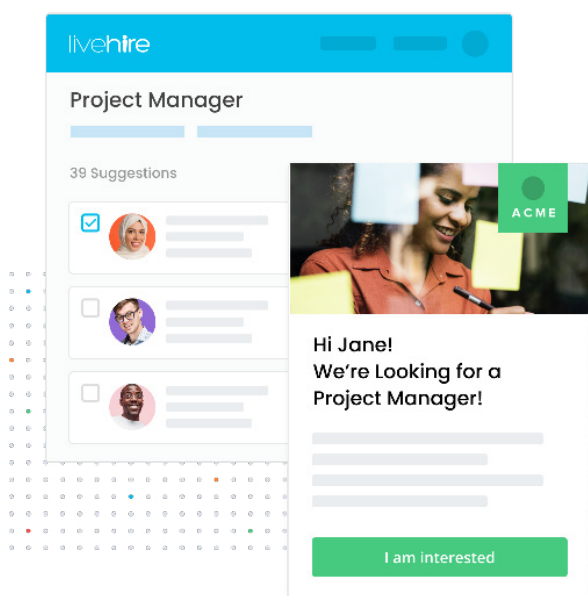 livehire
Project Manager
39 Suggestions
ACME
Hi Jane!
We're Looking for a
Project Manager!
I am interested